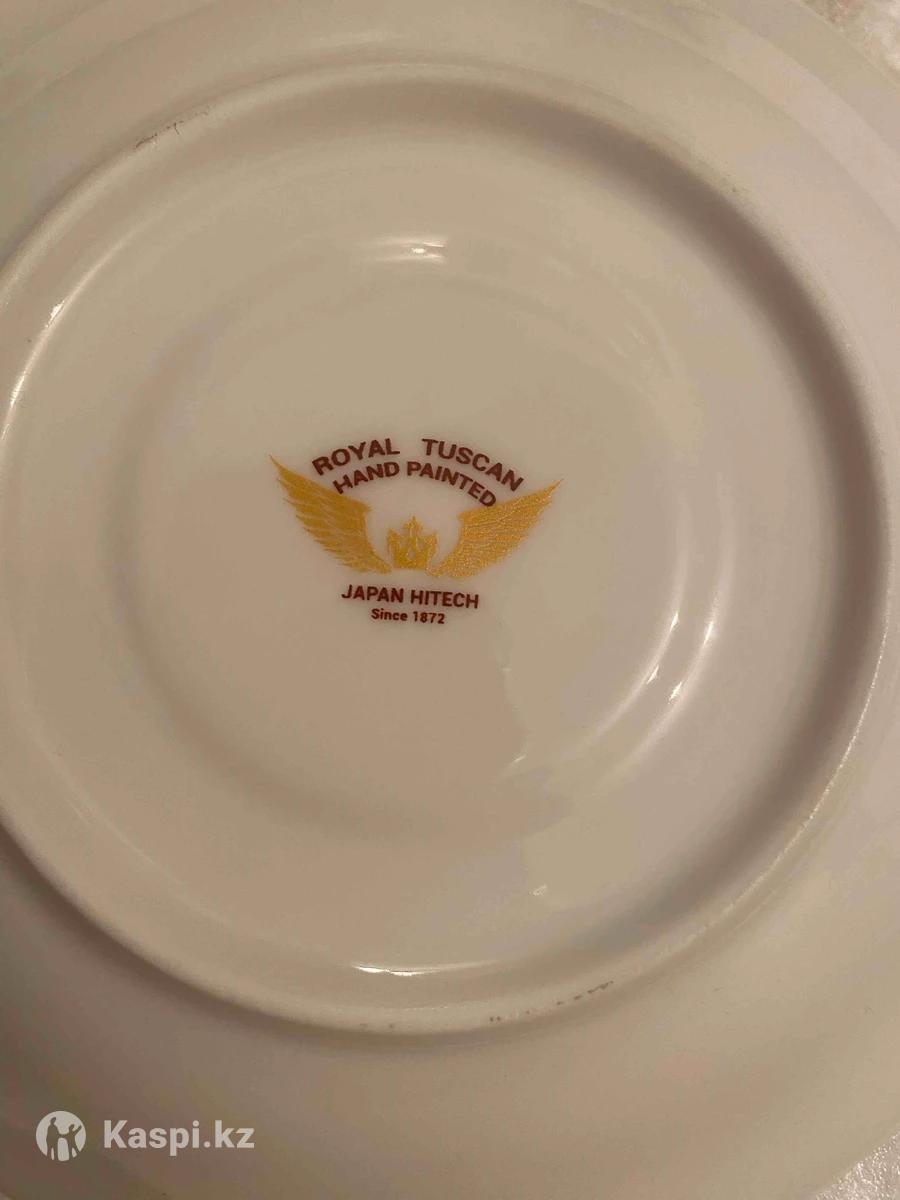 ROYAL TUSCAN
HAND PAINTED
JAPAN HITECH
Since 1872
Kaspi.kz